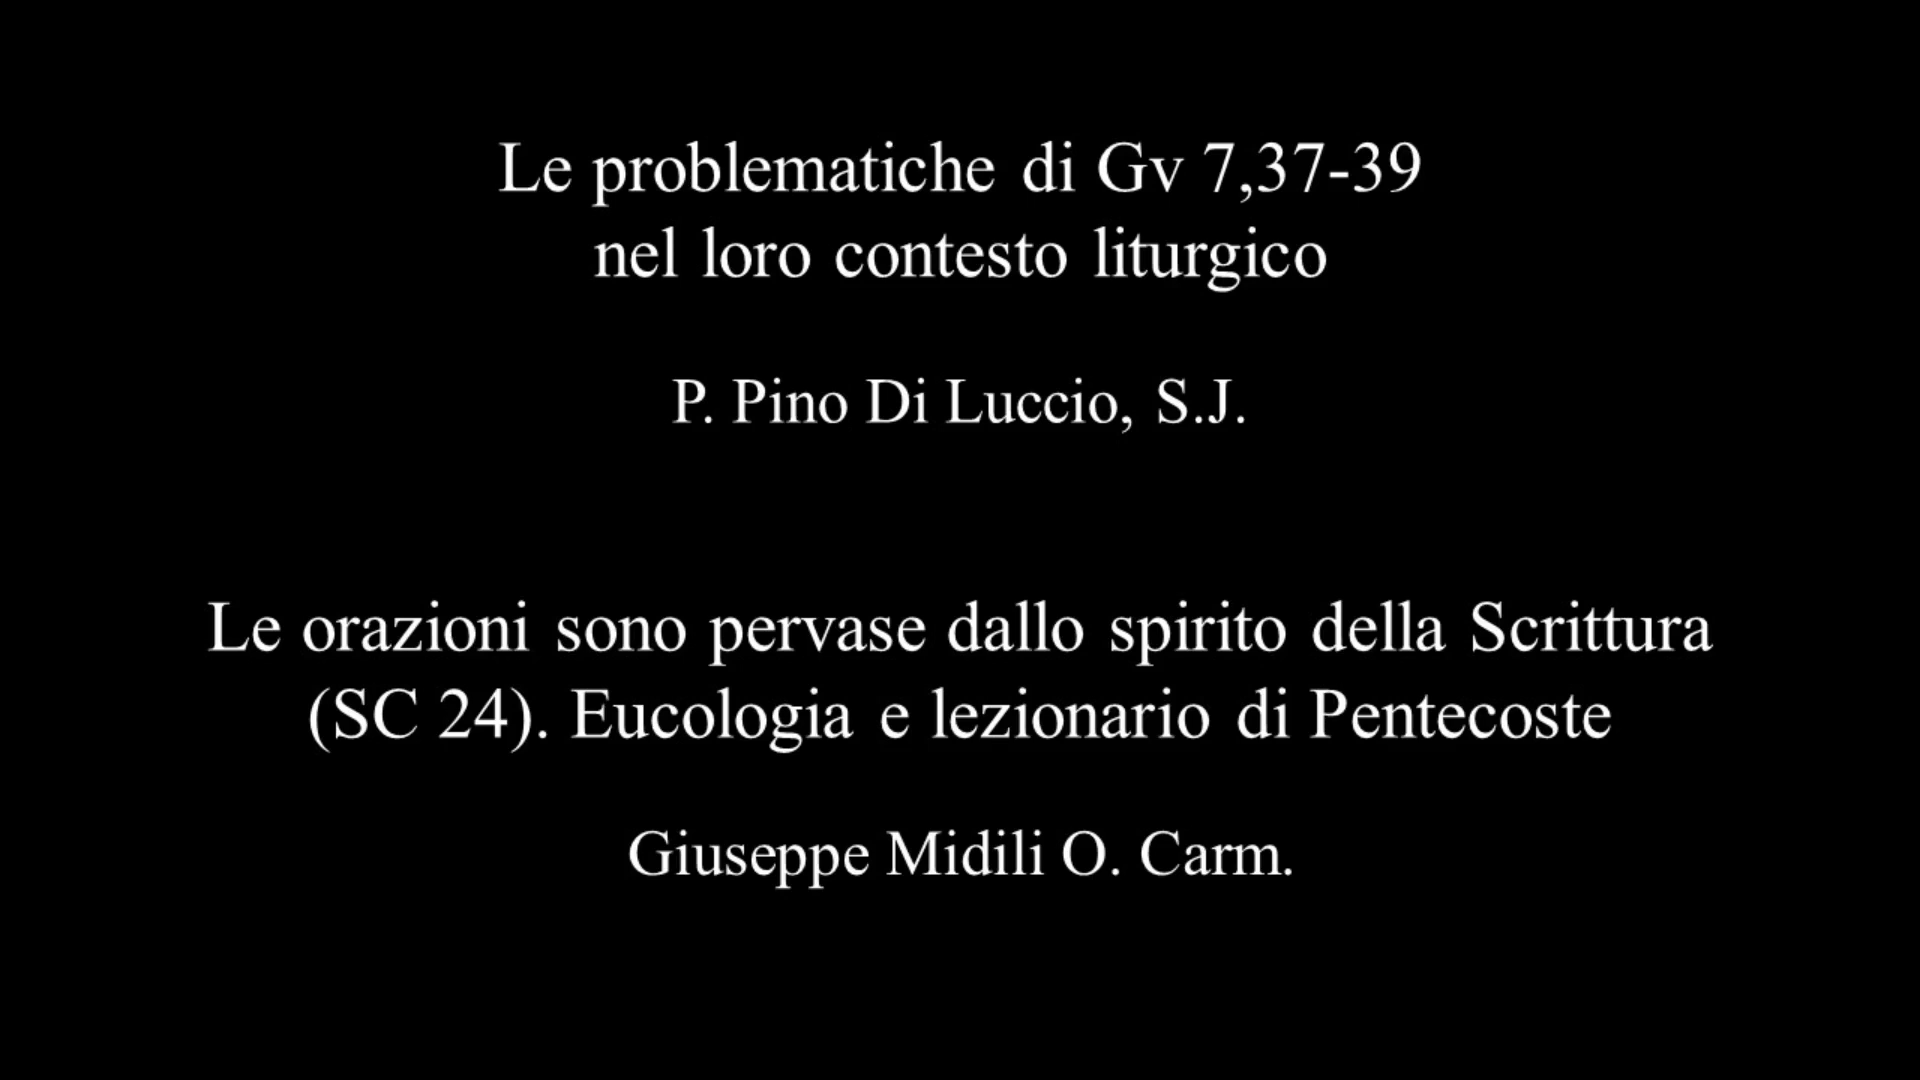 Le problematiche di Gv 7,37-39
nel loro contesto liturgico
P. Pino Di Luccio, S.J.
Le orazioni sono pervase dallo spirito della Scrittura
(SC 24). Eucologia e lezionario di Pentecoste
Giuseppe Midili O. Carm.